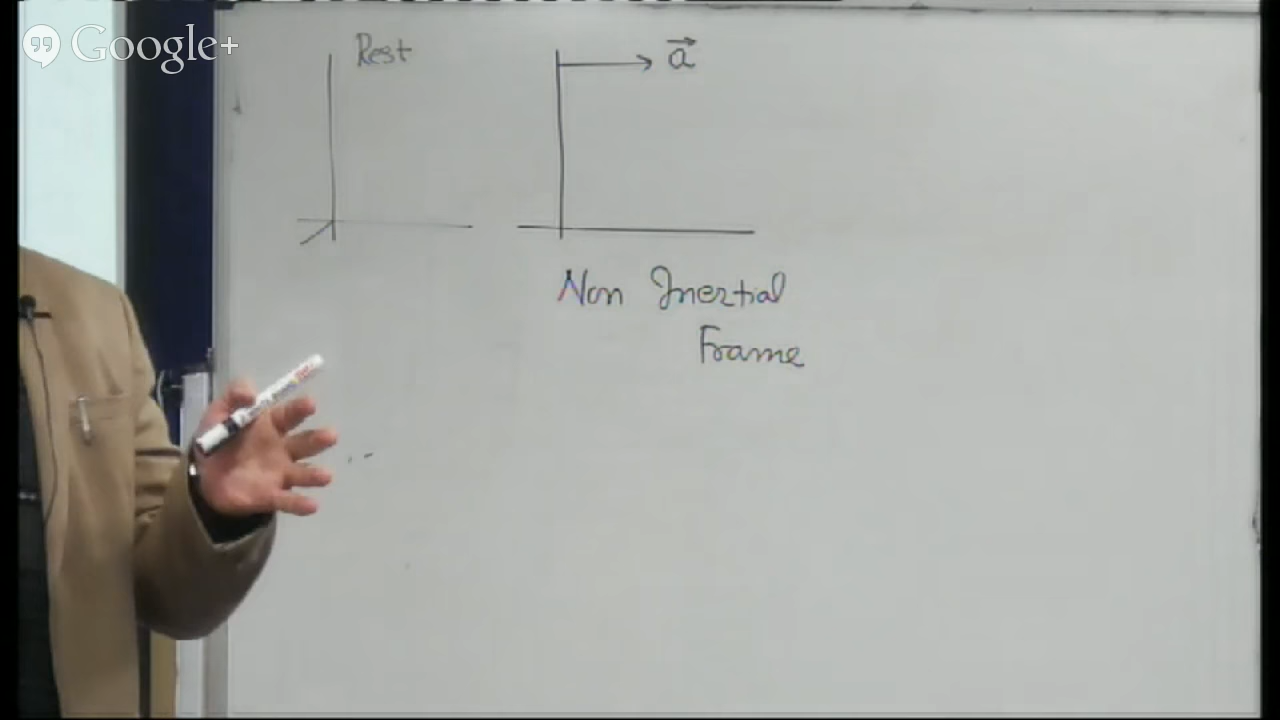 Google+
Rest
a⃗
Non Inertial
Frame